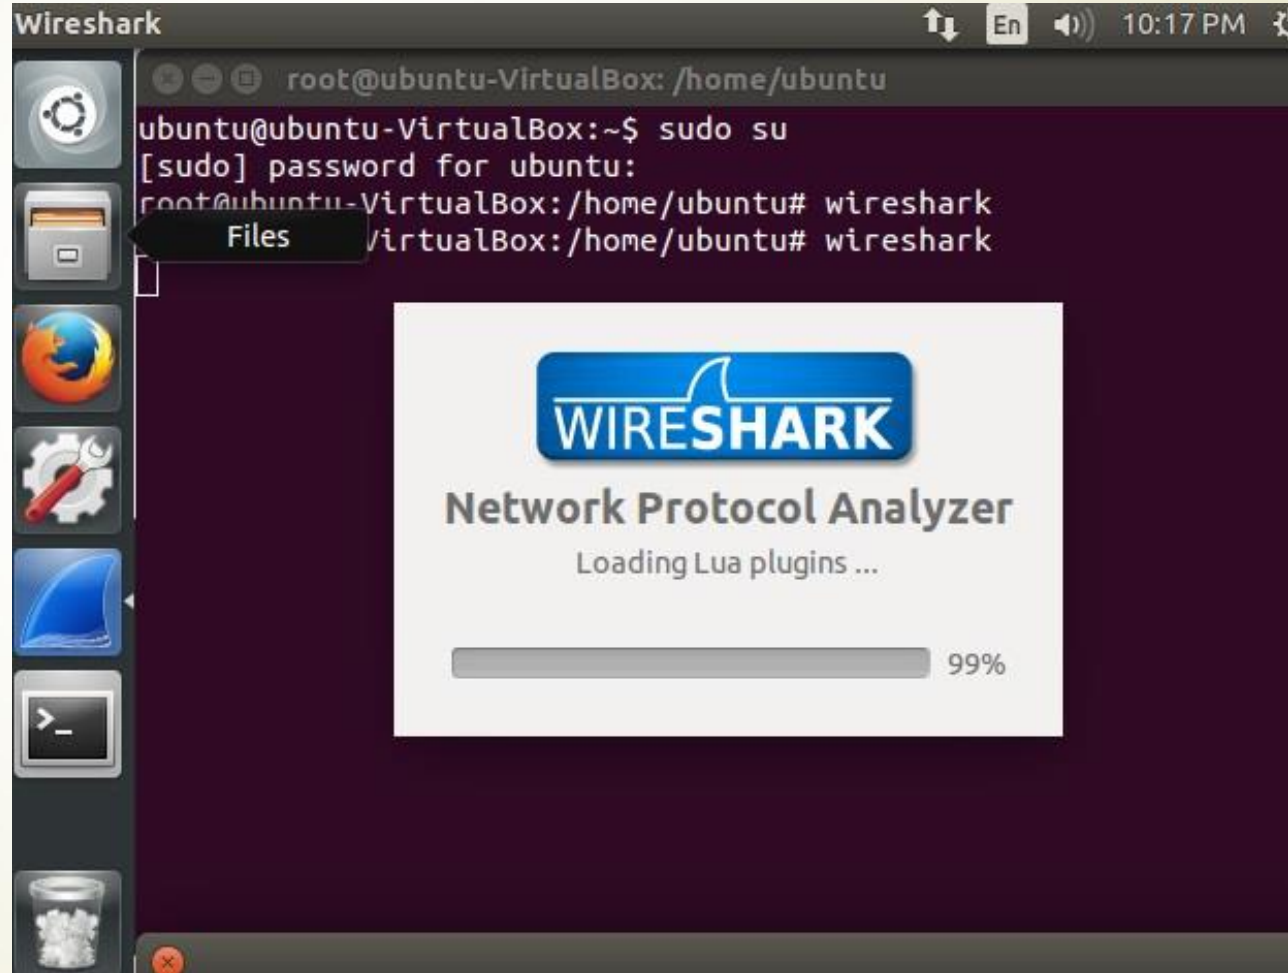 Wireshark
En
10:17 PM
root@ubuntu-VirtualBox: /home/ubuntu
ubuntu@ubuntu-VirtualBox:~$ sudo su
[sudo] password for ubuntu:
root@ubuntu-VirtualBox:/home/ubuntu# wireshark
Files
VirtualBox:/home/ubuntu# wireshark
WIRESHARK
Network Protocol Analyzer
Loading Lua plugins ...
99%
>_